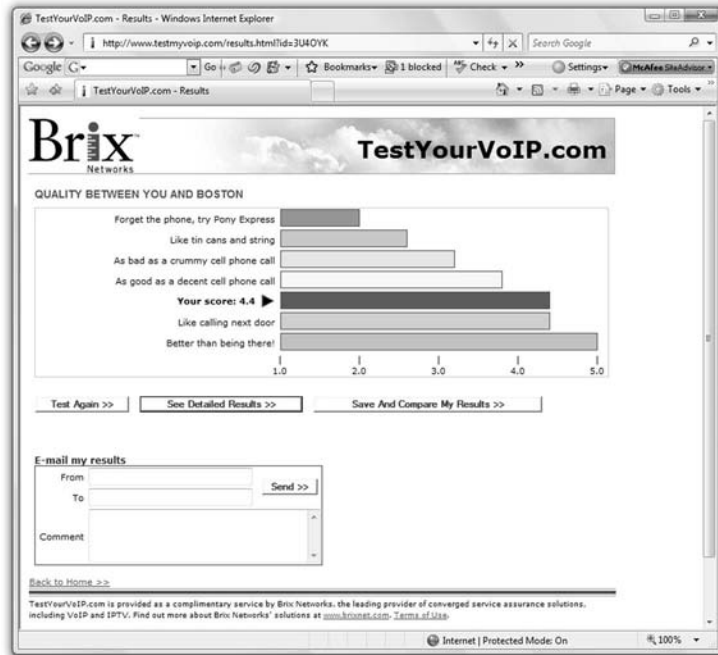 TestYourVoIP.com - Results - Windows Internet Explorer
http://www.testmyvoip.com/results.html?id=3U4OYK
Search Google
Google G
Go
Bookmarks
1 blocked
Check
Settings
McAfee SiteAdvisor
TestYourVoIP.com - Results
Page
Tools
Brix
Networks
TestYourVoIP.com
QUALITY BETWEEN YOU AND BOSTON
Forget the phone, try Pony Express
Like tin cans and string
As bad as a crummy cell phone call
As good as a decent cell phone call
Your score: 4.4
Like calling next door
Better than being there!
1.0 2.0 3.0 4.0 5.0
Test Again >> See Detailed Results >> Save And Compare My Results >>
E-mail my results
From
Send >>
To
Comment
Back to Home >>
TestYourVoIP.com is provided as a complimentary service by Brix Networks, the leading provider of converged service assurance solutions,
including VoIP and IPTV. Find out more about Brix Networks' solutions at www.brixnet.com. Terms of Use.
Internet | Protected Mode: On 100%